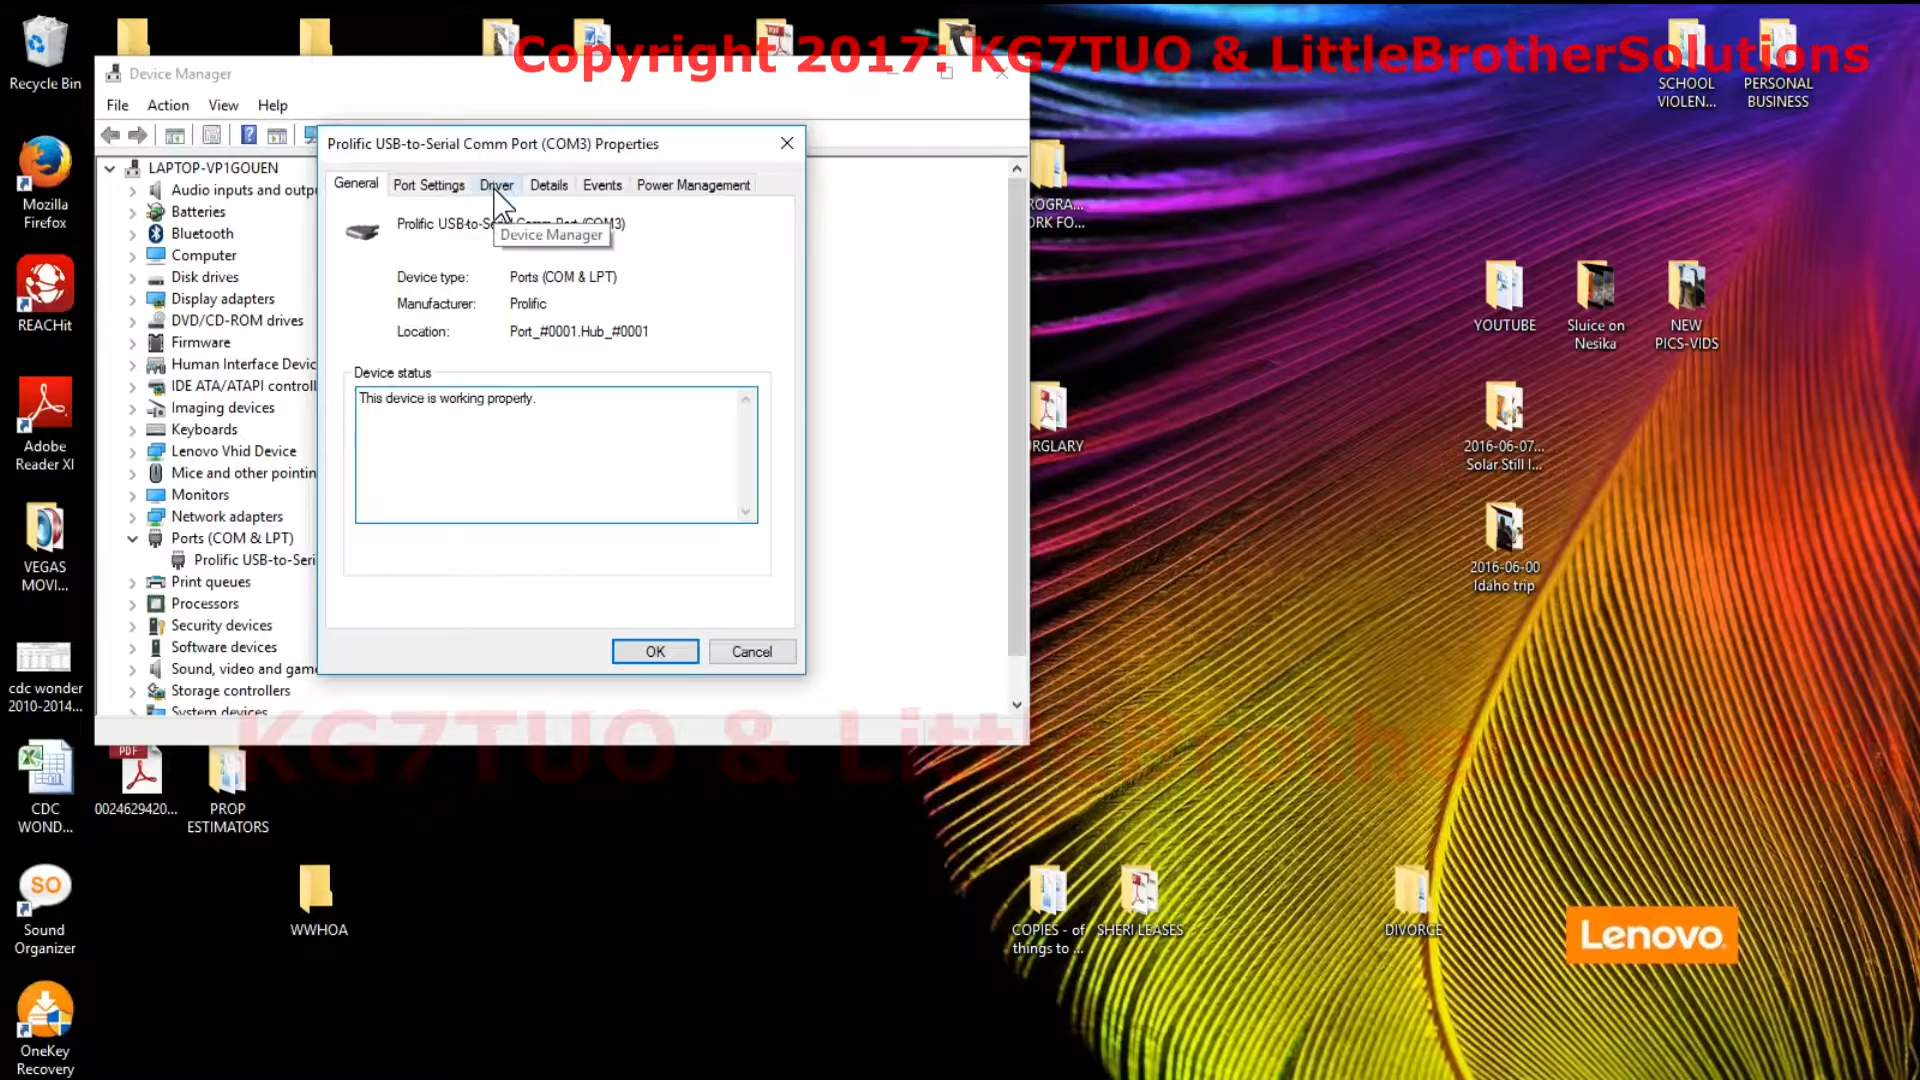 Copyright 2017: KG7TUO & LittleBrotherSolutions
Recycle Bin
Mozilla
Firefox
REACHit
Adobe
Reader XI
VEGAS
MOVI...
cdc wonder
2010-2014...
CDC
WOND...
Sound
Organizer
OneKey
Recovery
Device Manager
File Action View Help
LAPTOP-VP1GOUEN
Audio inputs and outp
Batteries
Bluetooth
Computer
Disk drives
Display adapters
DVD/CD-ROM drives
Firmware
Human Interface Devic
IDE ATA/ATAPI controll
Imaging devices
Keyboards
Lenovo Vhid Device
Mice and other pointin
Monitors
Network adapters
Ports (COM & LPT)
Prolific USB-to-Seri
Print queues
Processors
Security devices
Software devices
Sound, video and game
Storage controllers
System devices
Prolific USB-to-Serial Comm Port (COM3) Properties
General Port Settings Driver Details Events Power Management
Prolific USB-to-Serial Comm Port (COM3)
Device Manager
Device type: Ports (COM & LPT)
Manufacturer: Prolific
Location: Port_#0001.Hub_#0001
Device status
This device is working properly.
OK Cancel
KG7TUO & LittleBrotherSolutio
PDF
0024629420...
PROP
ESTIMATORS
WWHOA
SCHOOL
VIOLEN...
PERSONAL
BUSINESS
ROGRA...
ORK FO...
YOUTUBE
Sluice on
Nesika
NEW
PICS-VIDS
RGLARY
2016-06-07...
Solar Still I...
2016-06-00
Idaho trip
COPIES - of
things to ...
SHERI LEASES
DIVORCE
Lenovo